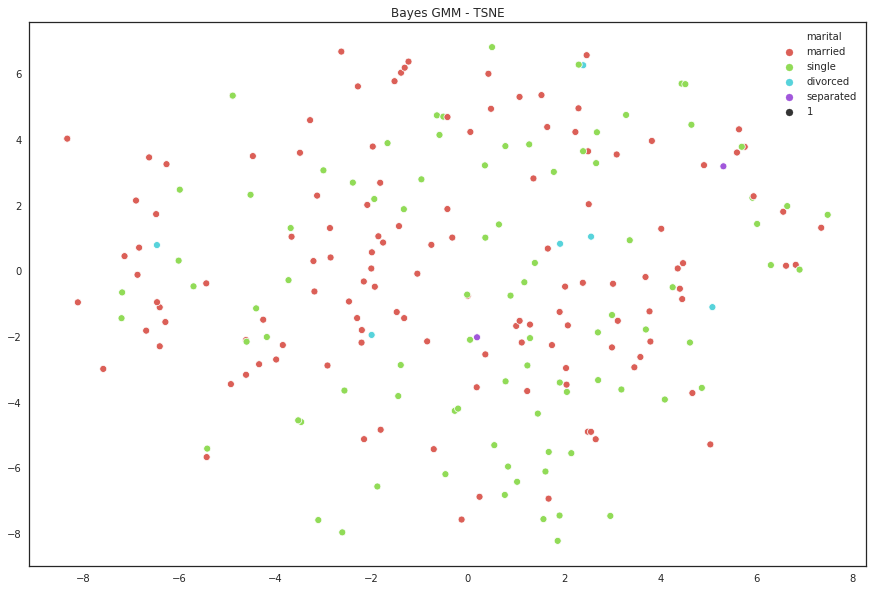 Bayes GMM - TSNE
marital
married
single
divorced
separated
1
6
4
2
0
−2
−4
−6
−8
−8 −6 −4 −2 0 2 4 6 8